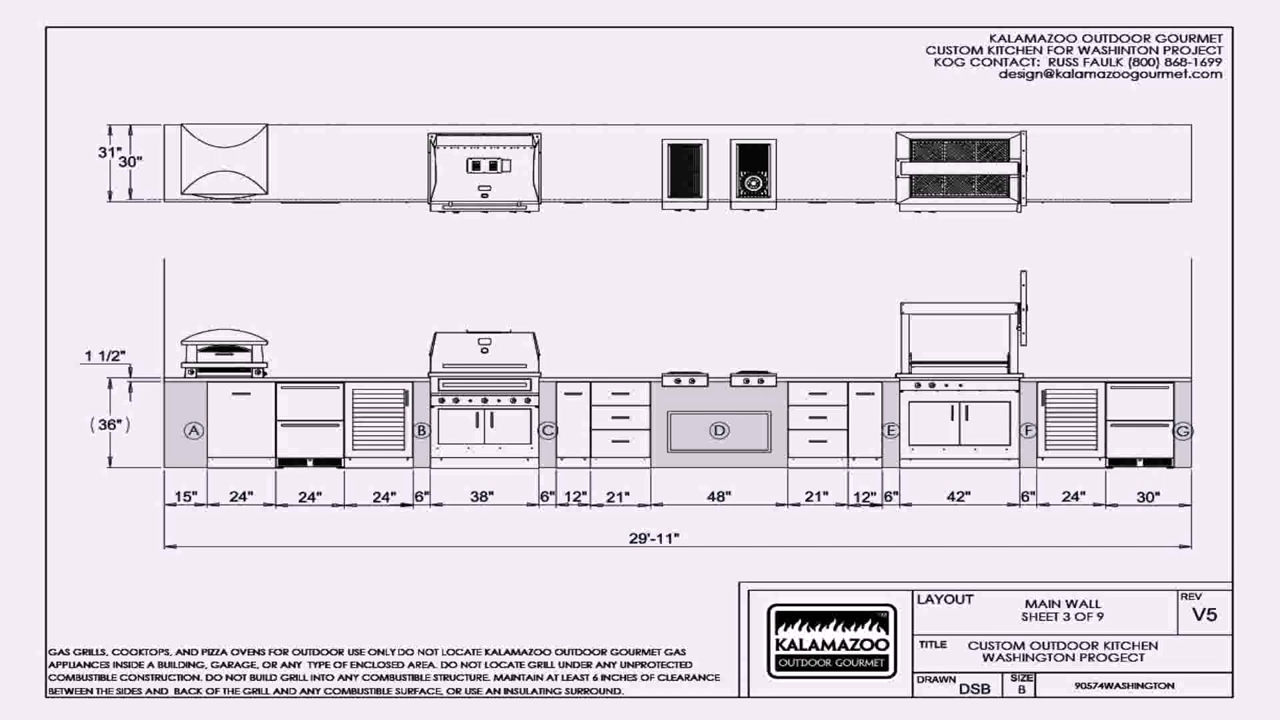 KALAMAZOO OUTDOOR GOURMET
CUSTOM KITCHEN FOR WASHINTON PROJECT
KOG CONTACT: RUSS FAULK (800) 868-1699
design@kalamazoogourmet.com
31" 30"
1 1/2"
(36")
A B C D E F G
15" 24" 24" 24" 6" 38" 6" 12" 21" 48" 21" 12" 6" 42" 6" 24" 30"
29'-11"
GAS GRILLS, COOKTOPS, AND PIZZA OVENS FOR OUTDOOR USE ONLY DO NOT LOCATE KALAMAZOO OUTDOOR GOURMET GAS
APPLIANCES INSIDE A BUILDING, GARAGE, OR ANY TYPE OF ENCLOSED AREA. DO NOT LOCATE GRILL UNDER ANY UNPROTECTED
COMBUSTIBLE CONSTRUCTION. DO NOT BUILD GRILL INTO ANY COMBUSTIBLE STRUCTURE. MAINTAIN AT LEAST 6 INCHES OF CLEARANCE
BETWEEN THE SIDES AND BACK OF THE GRILL AND ANY COMBUSTIBLE SURFACE, OR USE AN INSULATING SURROUND.
KALAMAZOO
OUTDOOR GOURMET
LAYOUT
MAIN WALL
SHEET 3 OF 9
REV
V5
TITLE
CUSTOM OUTDOOR KITCHEN
WASHINGTON PROGECT
DRAWN
DSB
SIZE
B
90574WASHINGTON